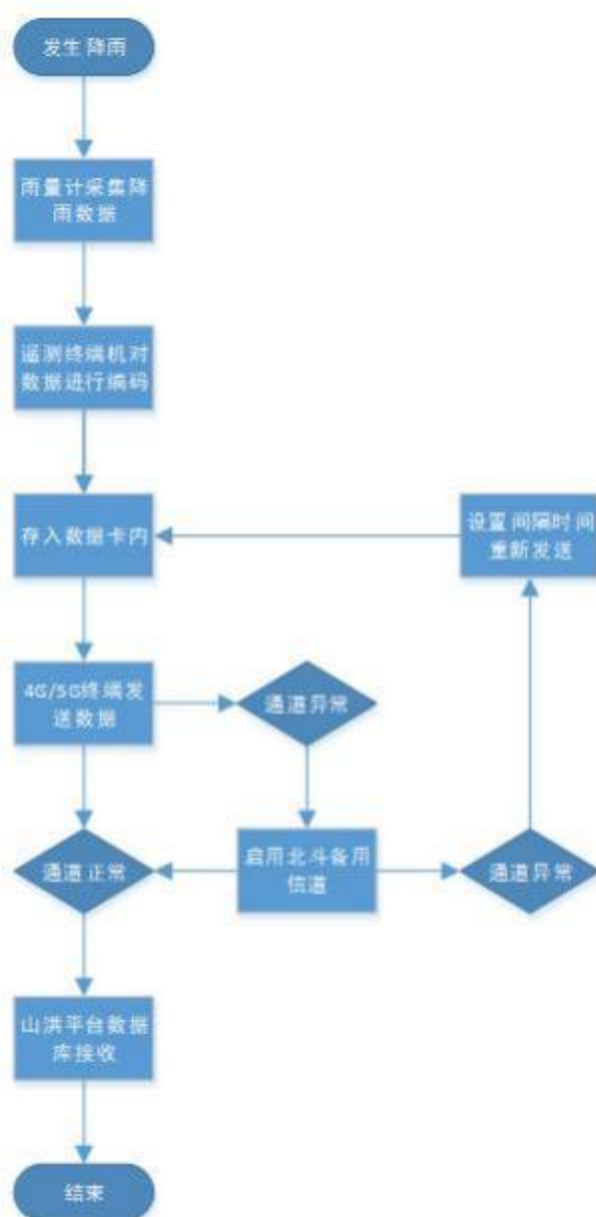 发生降雨
雨量计采集降
雨数据
遥测终端机对
数据进行编码
存入数据卡内
设置间隔时间
重新发送
4G/5G终端发
送数据
通道异常
通道正常
启用北斗备用
信道
通道异常
山洪平台数据
库接收
结束